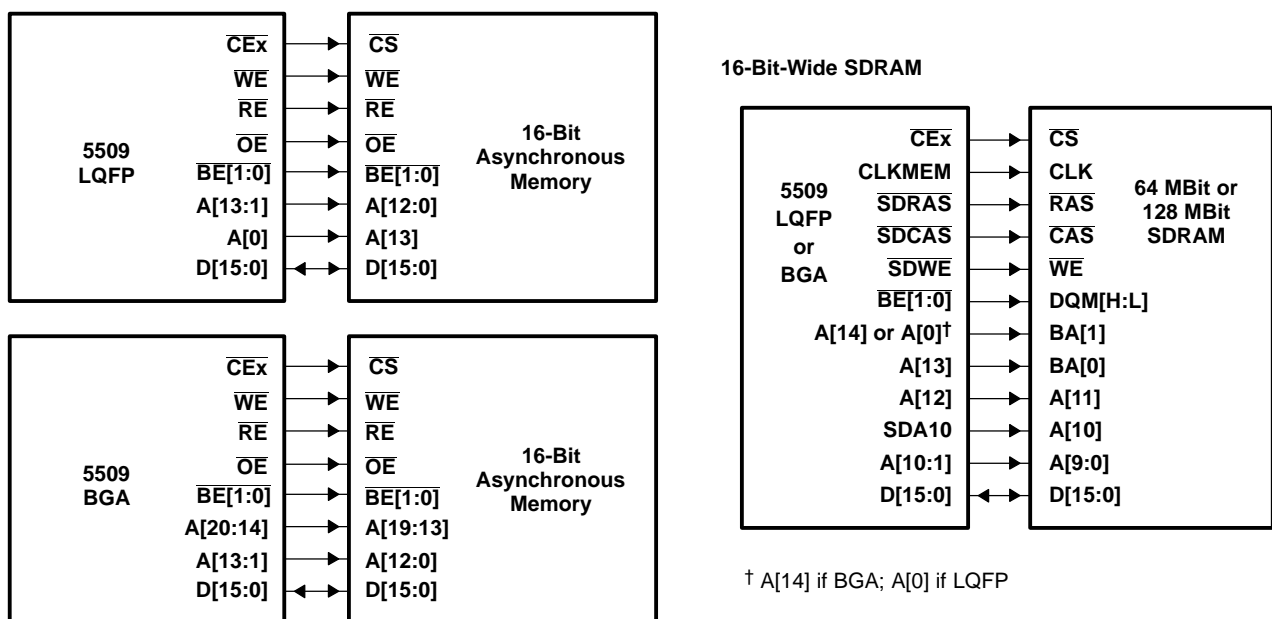 5509
LQFP
CEx
WE
RE
OE
BE[1:0]
A[13:1]
A[0]
D[15:0]
CS
WE
RE
OE
BE[1:0]
A[12:0]
A[13]
D[15:0]
16-Bit
Asynchronous
Memory
5509
BGA
CEx
WE
RE
OE
BE[1:0]
A[20:14]
A[13:1]
D[15:0]
CS
WE
RE
OE
BE[1:0]
A[19:13]
A[12:0]
D[15:0]
16-Bit
Asynchronous
Memory
16-Bit-Wide SDRAM
5509
LQFP
or
BGA
CEx
CLKMEM
SDRAS
SDCAS
SDWE
BE[1:0]
A[14] or A[0]†
A[13]
A[12]
SDA10
A[10:1]
D[15:0]
CS
CLK
RAS
CAS
WE
DQM[H:L]
BA[1]
BA[0]
A[11]
A[10]
A[9:0]
D[15:0]
64 MBit or
128 MBit
SDRAM
† A[14] if BGA; A[0] if LQFP